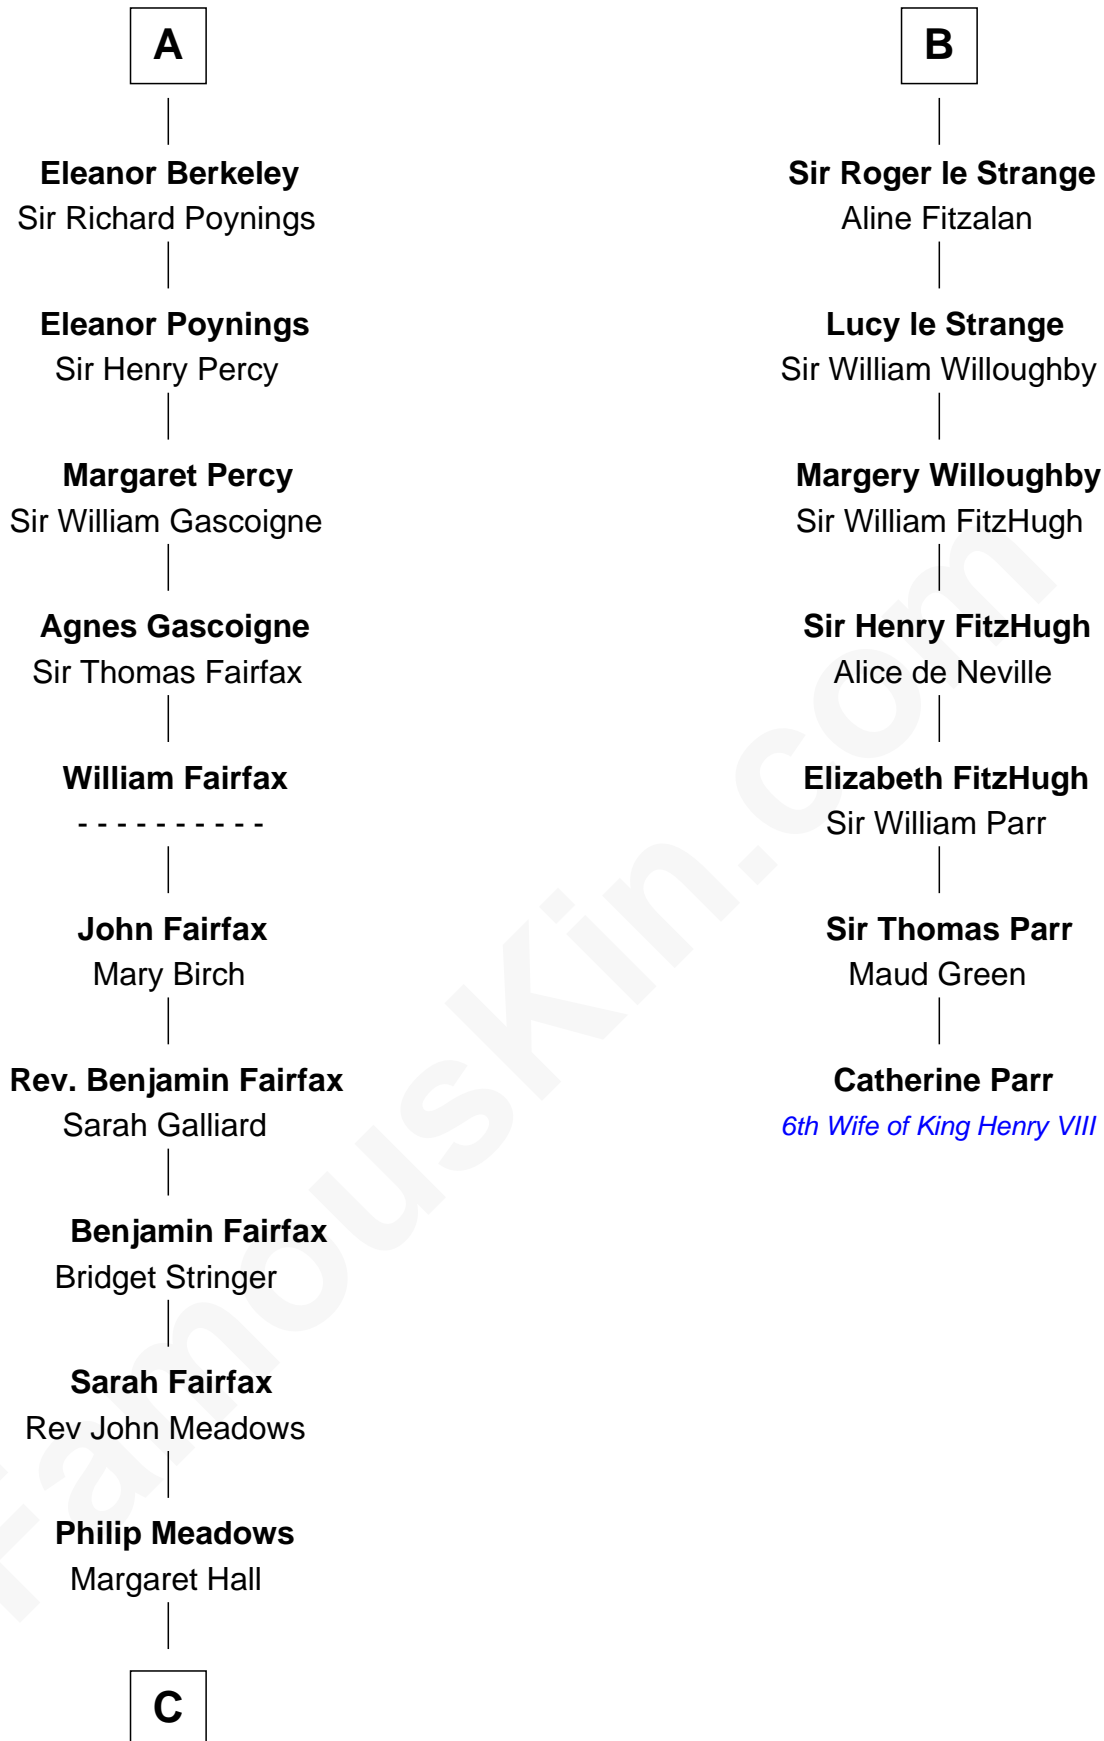 A
Eleanor Berkeley
Sir Richard Poynings
Eleanor Poynings
Sir Henry Percy
Margaret Percy
Sir William Gascoigne
Agnes Gascoigne
Sir Thomas Fairfax
William Fairfax
- - - - - - - - - -
John Fairfax
Mary Birch
Rev. Benjamin Fairfax
Sarah Galliard
Benjamin Fairfax
Bridget Stringer
Sarah Fairfax
Rev John Meadows
Philip Meadows
Margaret Hall
C
B
Sir Roger le Strange
Aline Fitzalan
Lucy le Strange
Sir William Willoughby
Margery Willoughby
Sir William FitzHugh
Sir Henry FitzHugh
Alice de Neville
Elizabeth FitzHugh
Sir William Parr
Sir Thomas Parr
Maud Green
Catherine Parr
6th Wife of King Henry VIII
FamousKin.com